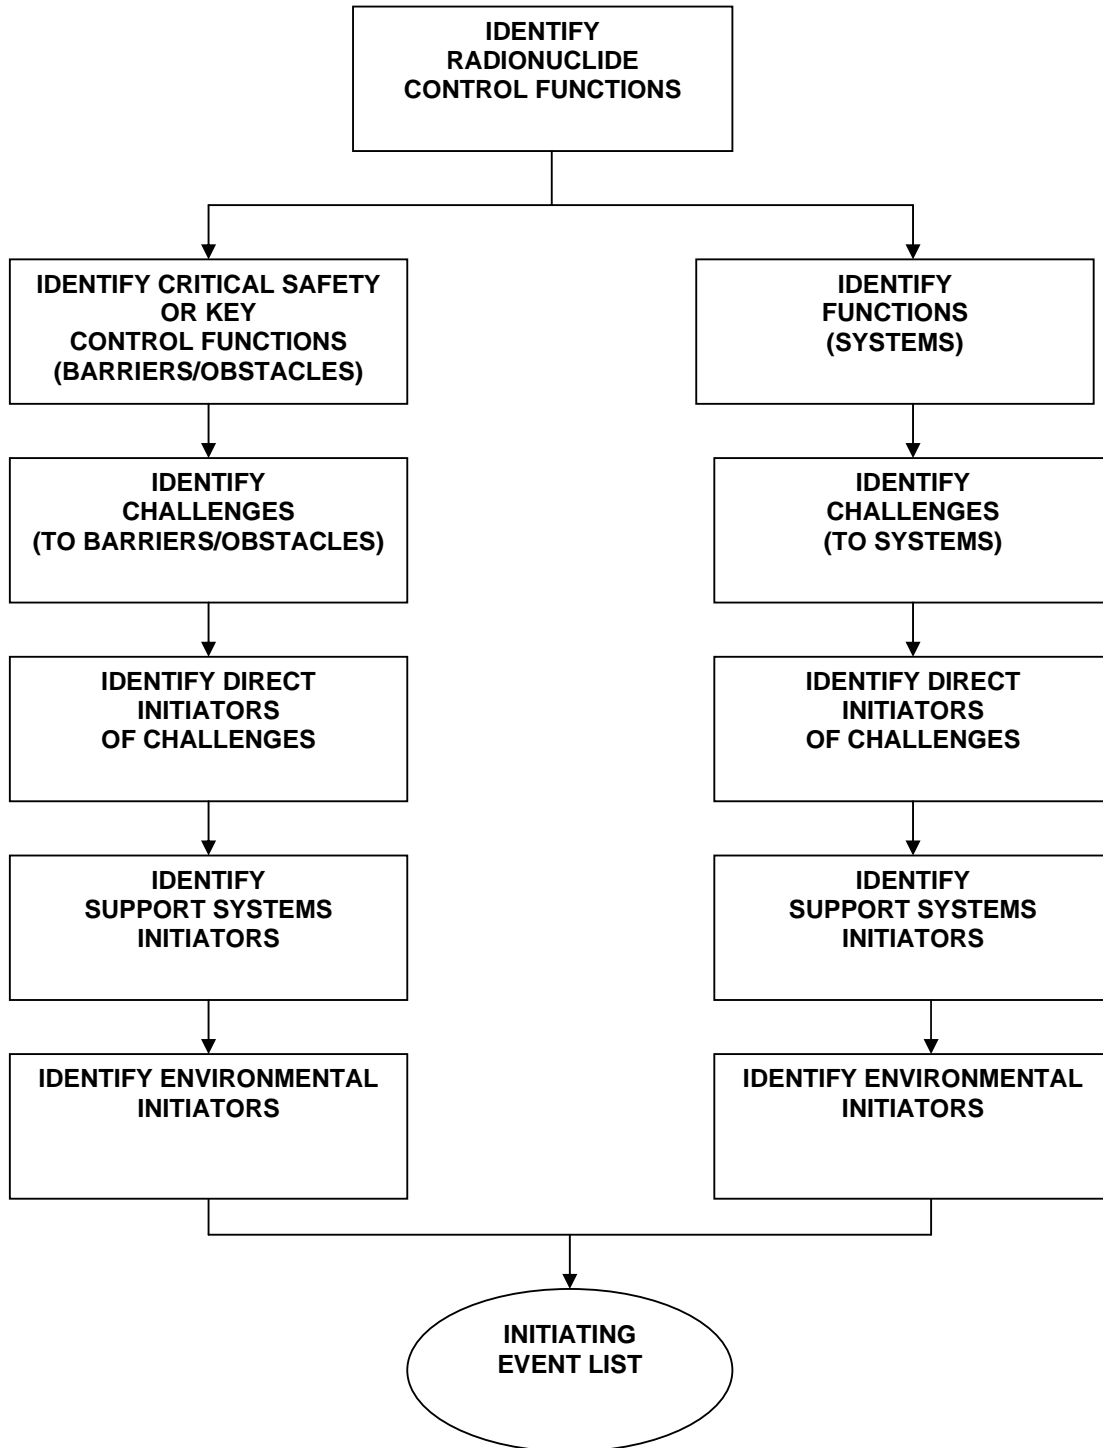 IDENTIFY
RADIONUCLIDE
CONTROL FUNCTIONS
IDENTIFY CRITICAL SAFETY
OR KEY
CONTROL FUNCTIONS
(BARRIERS/OBSTACLES)
IDENTIFY
FUNCTIONS
(SYSTEMS)
IDENTIFY
CHALLENGES
(TO BARRIERS/OBSTACLES)
IDENTIFY
CHALLENGES
(TO SYSTEMS)
IDENTIFY DIRECT
INITIATORS
OF CHALLENGES
IDENTIFY DIRECT
INITIATORS
OF CHALLENGES
IDENTIFY
SUPPORT SYSTEMS
INITIATORS
IDENTIFY
SUPPORT SYSTEMS
INITIATORS
IDENTIFY ENVIRONMENTAL
INITIATORS
IDENTIFY ENVIRONMENTAL
INITIATORS
INITIATING
EVENT LIST